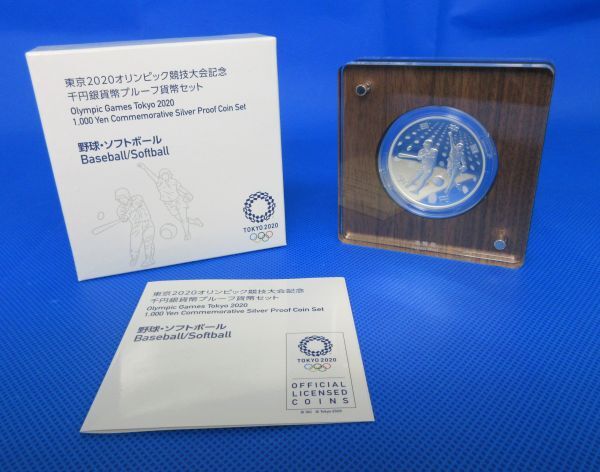 東京2020オリンピック競技大会記念
千円銀貨幣プルーフ貨幣セット
Olympic Games Tokyo 2020
1,000 Yen Commemorative Silver Proof Coin Set
野球・ソフトボール
Baseball/Softball
TOKYO 2020
東京2020オリンピック競技大会記念
千円銀貨幣プルーフ貨幣セット
Olympic Games Tokyo 2020
1,000 Yen Commemorative Silver Proof Coin Set
野球・ソフトボール
Baseball/Softball
TOKYO 2020
OFFICIAL
LICENSED
COINS